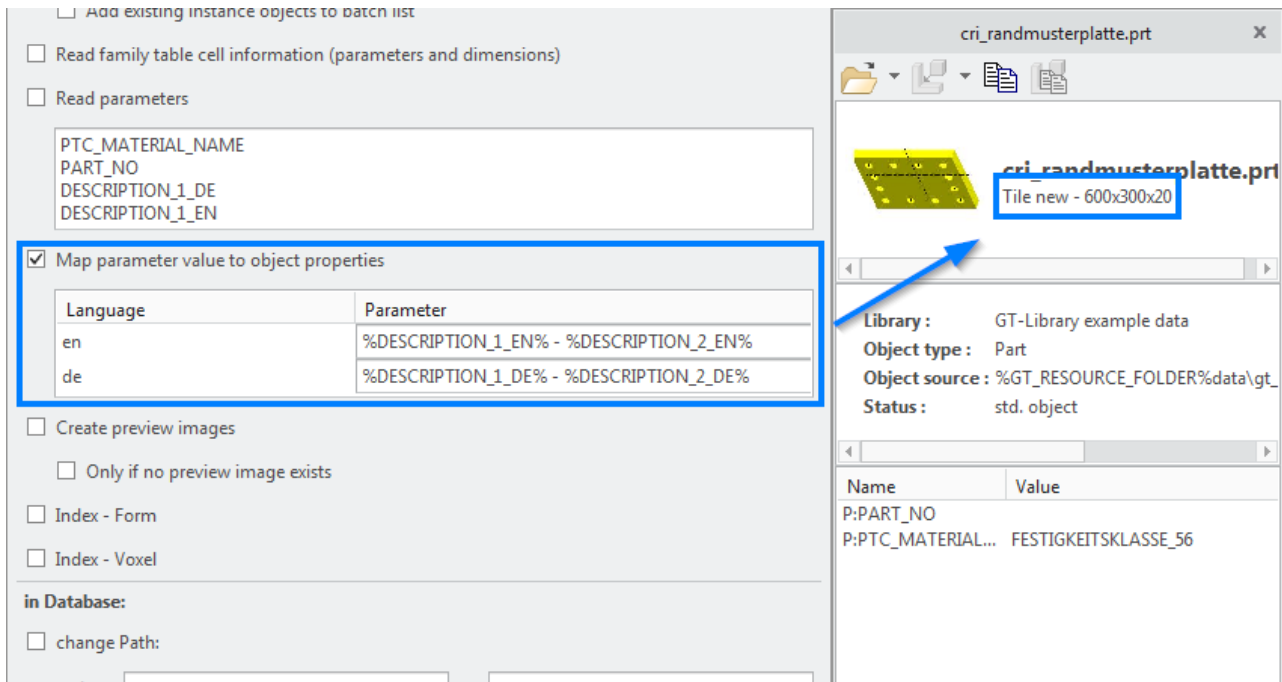 Add existing instance objects to batch list
Read family table cell information (parameters and dimensions)
Read parameters
PTC_MATERIAL_NAME
PART_NO
DESCRIPTION_1_DE
DESCRIPTION_1_EN
Map parameter value to object properties
Language Parameter
en %DESCRIPTION_1_EN% - %DESCRIPTION_2_EN%
de %DESCRIPTION_1_DE% - %DESCRIPTION_2_DE%
Create preview images
Only if no preview image exists
Index - Form
Index - Voxel
in Database:
change Path:
cri_randmusterplatte.prt x
cri_randmusterplatte.prt
Tile new - 600x300x20
Library : GT-Library example data
Object type : Part
Object source : %GT_RESOURCE_FOLDER%data\gt_
Status : std. object
Name Value
P:PART_NO
P:PTC_MATERIAL... FESTIGKEITSKLASSE_56